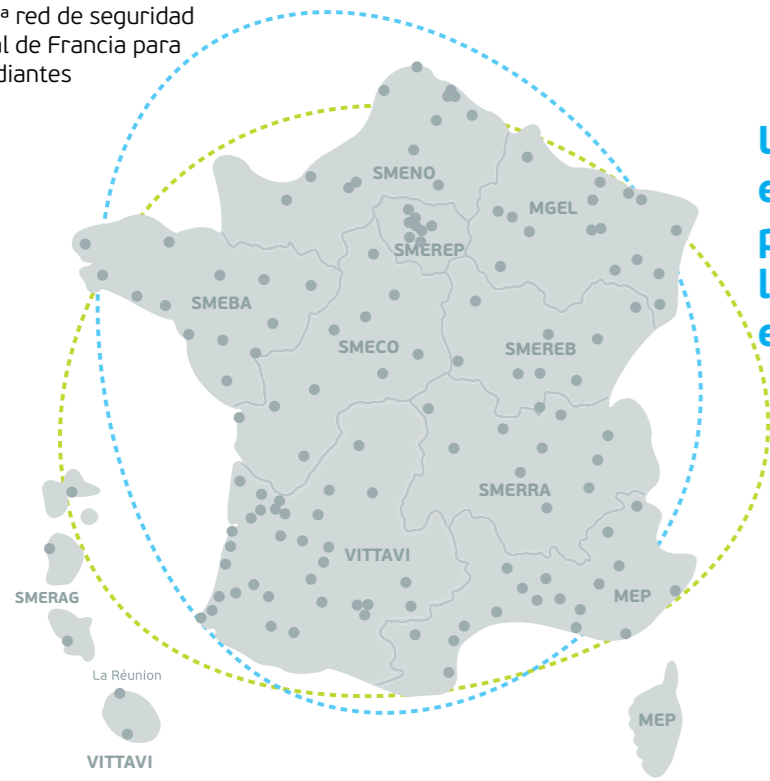 ª red de seguridad
al de Francia para
diantes
SMENO
MGEL
SMEREP
SMEBA
SMECO
SMEREB
SMERRA
VITTAVI
MEP
SMERAG
La Réunion
VITTAVI
MEP